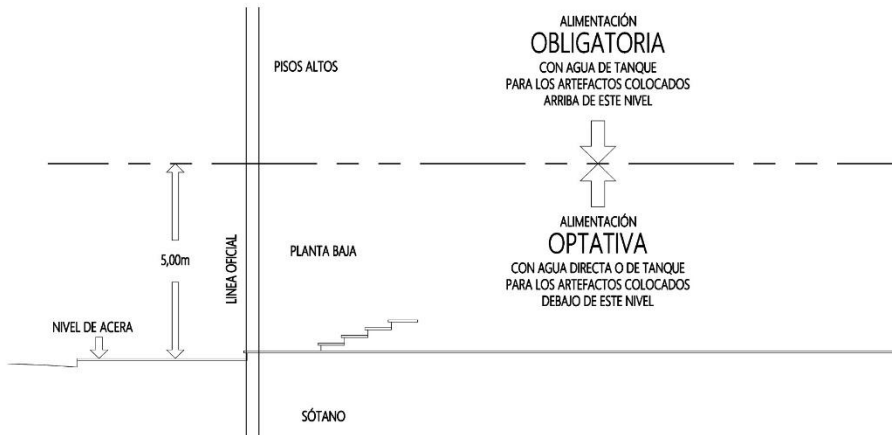 ALIMENTACIÓN
OBLIGATORIA
CON AGUA DE TANQUE
PARA LOS ARTEFACTOS COLOCADOS
ARRIBA DE ESTE NIVEL
PISOS ALTOS
5,00m
LINEA OFICIAL
PLANTA BAJA
ALIMENTACIÓN
OPTATIVA
CON AGUA DIRECTA O DE TANQUE
PARA LOS ARTEFACTOS COLOCADOS
DEBAJO DE ESTE NIVEL
NIVEL DE ACERA
SÓTANO